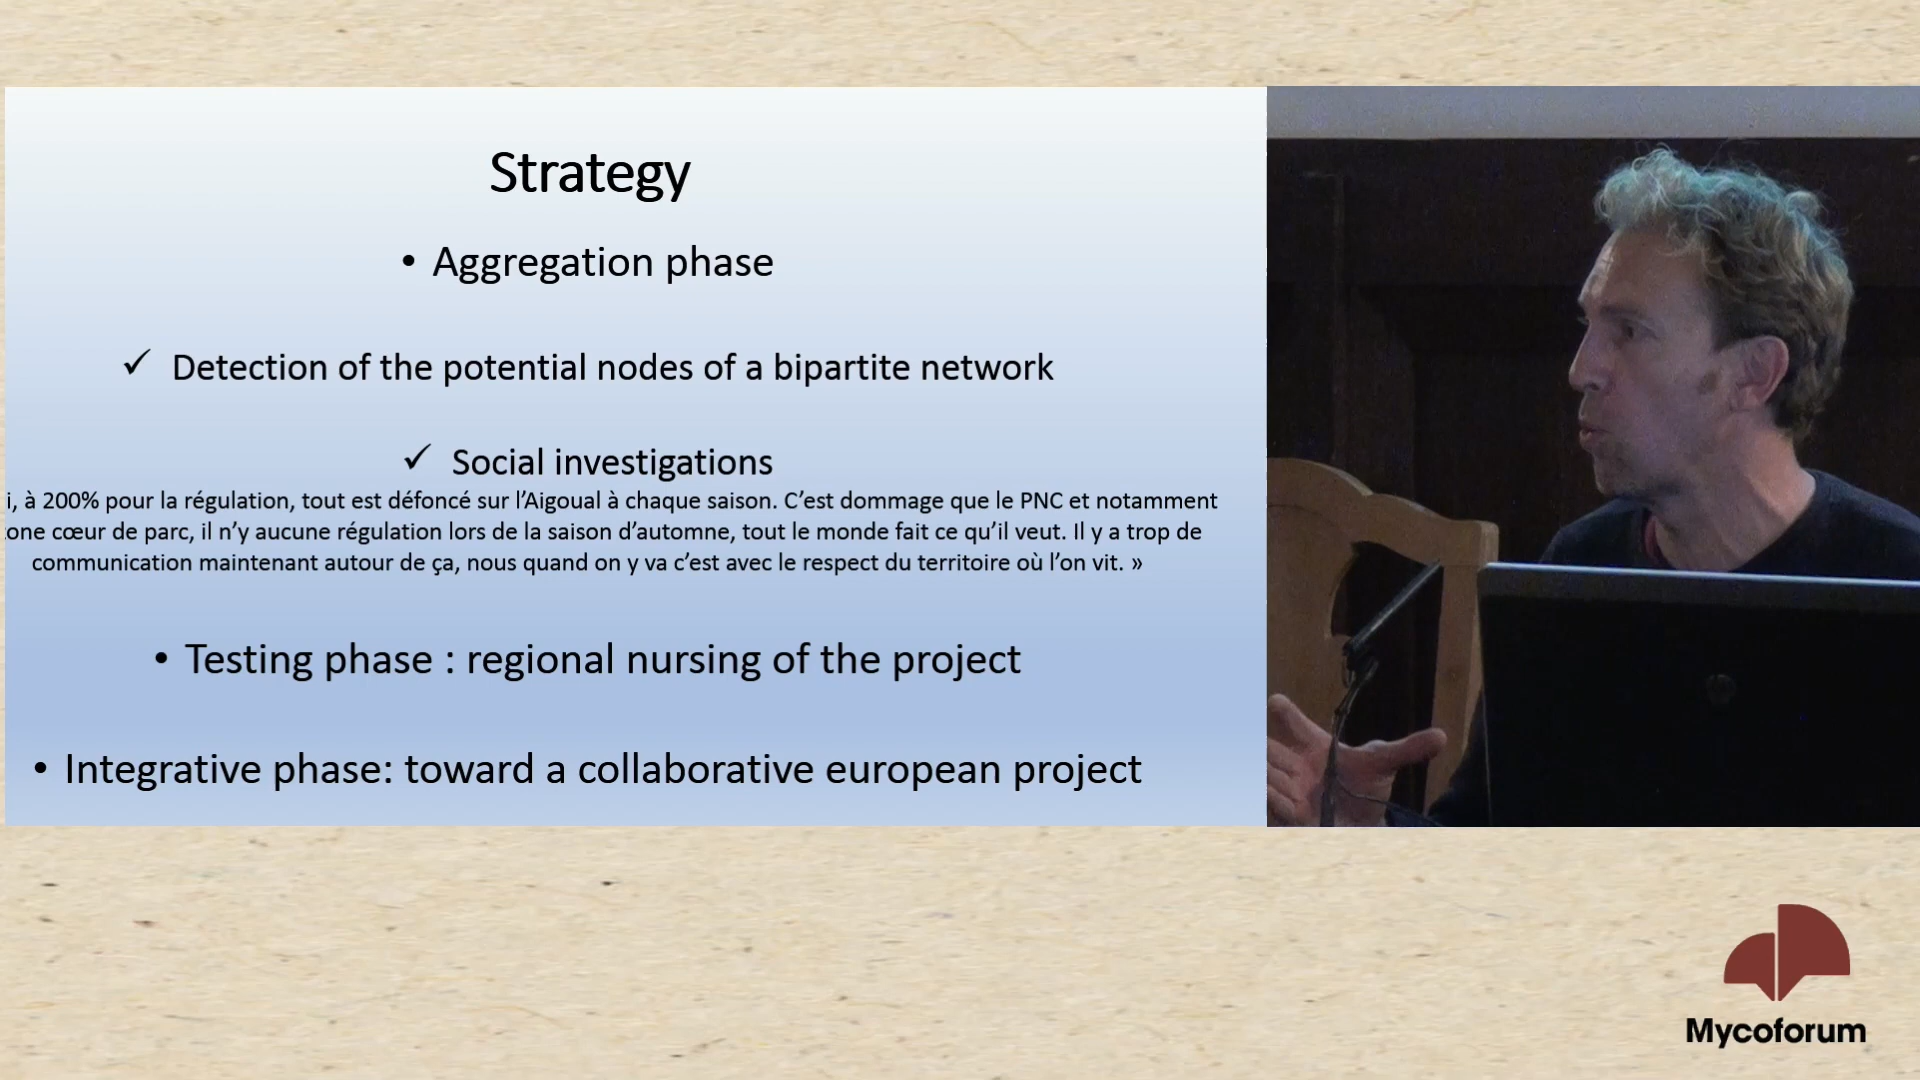 Strategy
• Aggregation phase
✓ Detection of the potential nodes of a bipartite network
✓ Social investigations
i, à 200% pour la régulation, tout est défoncé sur l’Aigoual à chaque saison. C’est dommage que le PNC et notamment
one cœur de parc, il n’y aucune régulation lors de la saison d’automne, tout le monde fait ce qu’il veut. Il y a trop de
communication maintenant autour de ça, nous quand on y va c’est avec le respect du territoire où l’on vit. »
• Testing phase : regional nursing of the project
• Integrative phase: toward a collaborative european project
Mycoforum